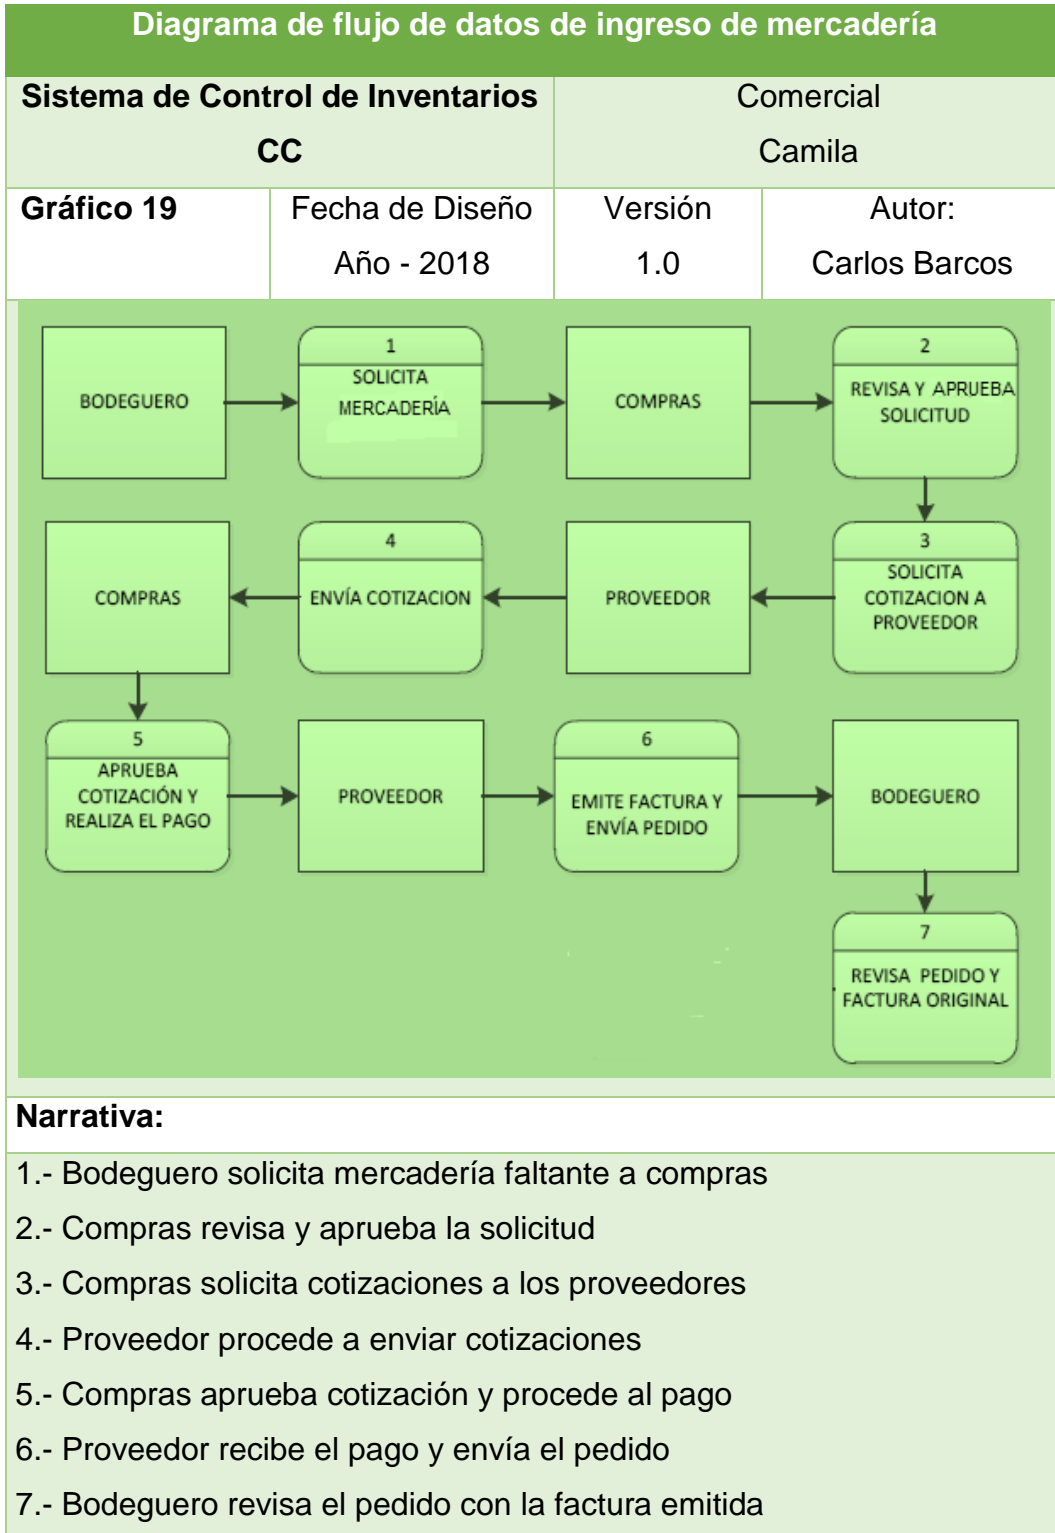 Diagrama de flujo de datos de ingreso de mercadería
Sistema de Control de Inventarios
CC
Comercial
Camila
Gráfico 19
Fecha de Diseño
Año - 2018
Versión
1.0
Autor:
Carlos Barcos
BODEGUERO
1
SOLICITA
MERCADERÍA
COMPRAS
2
REVISA Y APRUEBA
SOLICITUD
3
SOLICITA
COTIZACION A
PROVEEDOR
PROVEEDOR
4
ENVÍA COTIZACION
COMPRAS
5
APRUEBA
COTIZACIÓN Y
REALIZA EL PAGO
PROVEEDOR
6
EMITE FACTURA Y
ENVÍA PEDIDO
BODEGUERO
7
REVISA PEDIDO Y
FACTURA ORIGINAL
Narrativa:
1.- Bodeguero solicita mercadería faltante a compras
2.- Compras revisa y aprueba la solicitud
3.- Compras solicita cotizaciones a los proveedores
4.- Proveedor procede a enviar cotizaciones
5.- Compras aprueba cotización y procede al pago
6.- Proveedor recibe el pago y envía el pedido
7.- Bodeguero revisa el pedido con la factura emitida